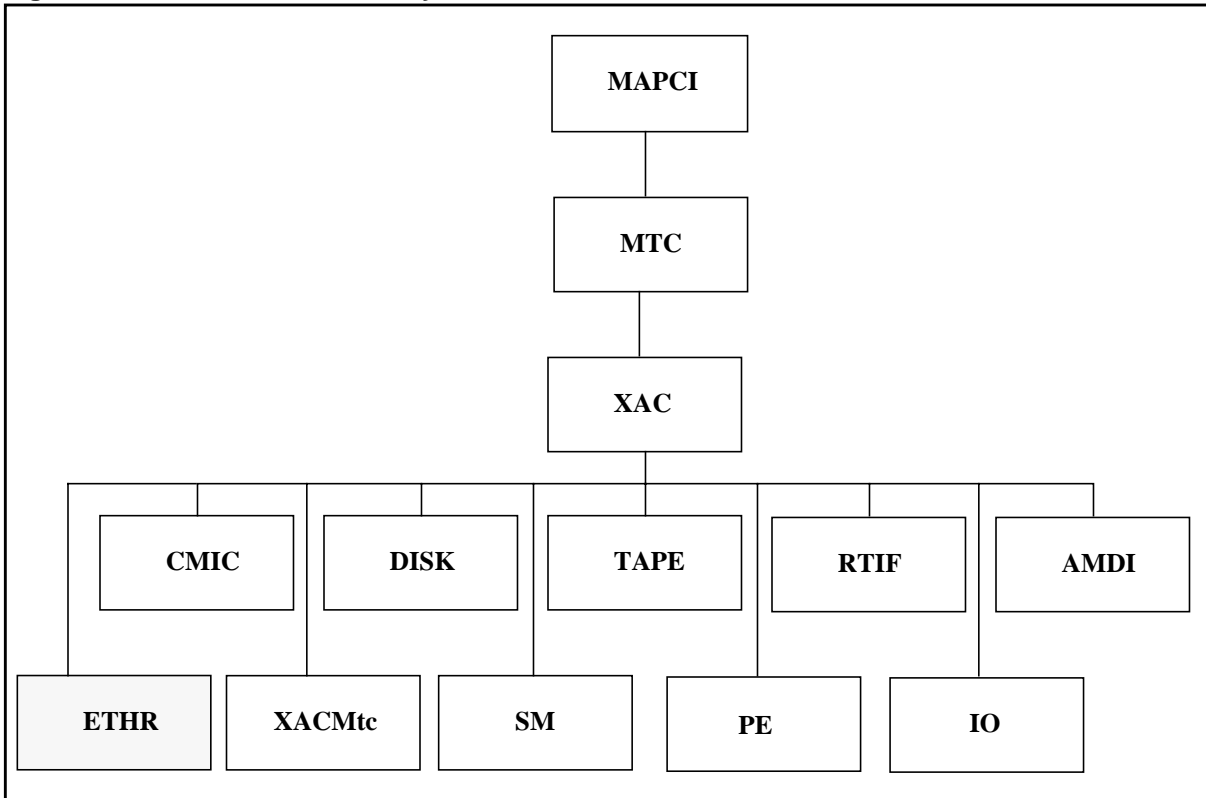 MAPCI
MTC
XAC
CMIC
DISK
TAPE
RTIF
AMDI
ETHR
XACMtc
SM
PE
IO